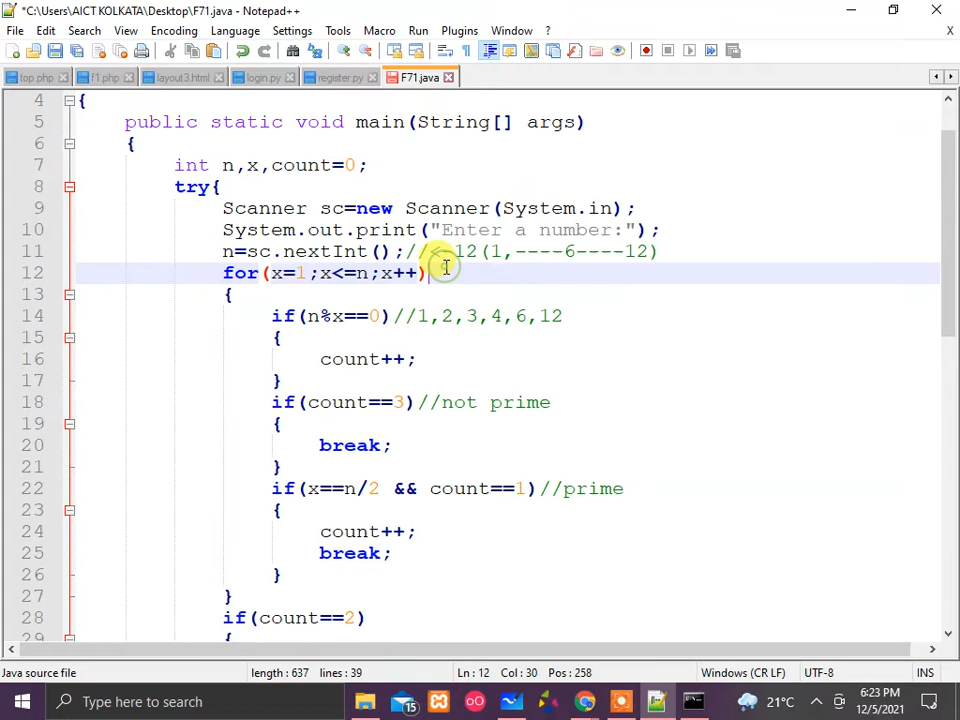 *C:\Users\AICT KOLKATA\Desktop\F71.java - Notepad++
File Edit Search View Encoding Language Settings Tools Macro Run Plugins Window ? X
top.php f1.php layout3.html login.py register.py F71.java
4 {
5 public static void main(String[] args)
6 {
7 int n,x,count=0;
8 try{
9 Scanner sc=new Scanner(System.in);
10 System.out.print("Enter a number:");
11 n=sc.nextInt();//<-12(1,----6----12)
12 for(x=1;x<=n;x++)
13 {
14 if(n%x==0)//1,2,3,4,6,12
15 {
16 count++;
17 }
18 if(count==3)//not prime
19 {
20 break;
21 }
22 if(x==n/2 && count==1)//prime
23 {
24 count++;
25 break;
26 }
27 }
28 if(count==2)
29 {
Java source file length : 637 lines : 39 Ln : 12 Col : 30 Pos : 258 Windows (CR LF) UTF-8 INS
Type here to search 15 21°C 6:23 PM
12/5/2021